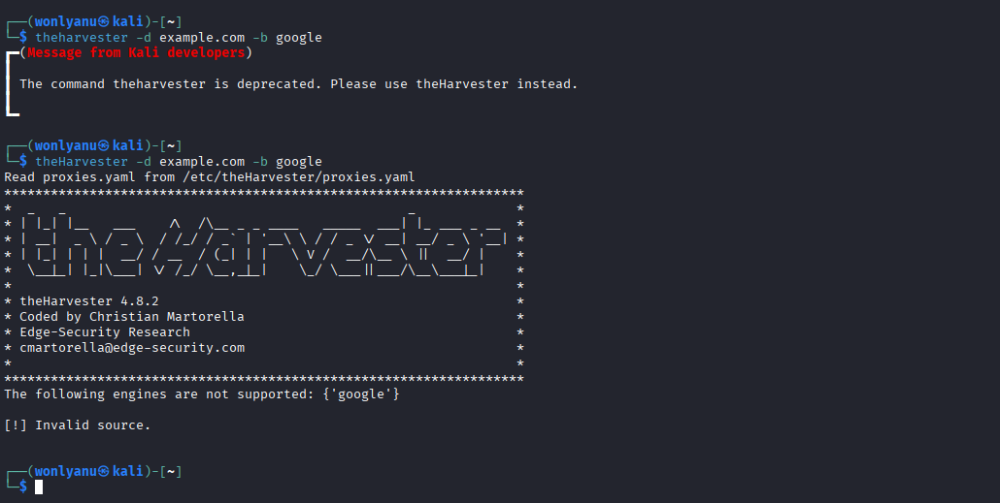 ┌──(wonlyanu㉿kali)-[~]
└─$ theharvester -d example.com -b google
┏━(Message from Kali developers)
┃
┃ The command theharvester is deprecated. Please use theHarvester instead.
┃
┗━
┌──(wonlyanu㉿kali)-[~]
└─$ theHarvester -d example.com -b google
Read proxies.yaml from /etc/theHarvester/proxies.yaml
*******************************************************************
*  _   _                                            _             *
* | |_| |__   ___    /\  /\__ _ _ ____   _____  ___| |_ ___ _ __  *
* | __|  _ \ / _ \  / /_/ / _` | '__\ \ / / _ \/ __| __/ _ \ '__| *
* | |_| | | |  __/ / __  / (_| | |   \ V /  __/\__ \ ||  __/ |    *
*  \__|_| |_|\___| \/ /_/ \__,_|_|    \_/ \___||___/\__\___|_|    *
*                                                                 *
* theHarvester 4.8.2                                              *
* Coded by Christian Martorella                                   *
* Edge-Security Research                                          *
* cmartorella@edge-security.com                                   *
*                                                                 *
*******************************************************************
The following engines are not supported: {'google'}
[!] Invalid source.
┌──(wonlyanu㉿kali)-[~]
└─$